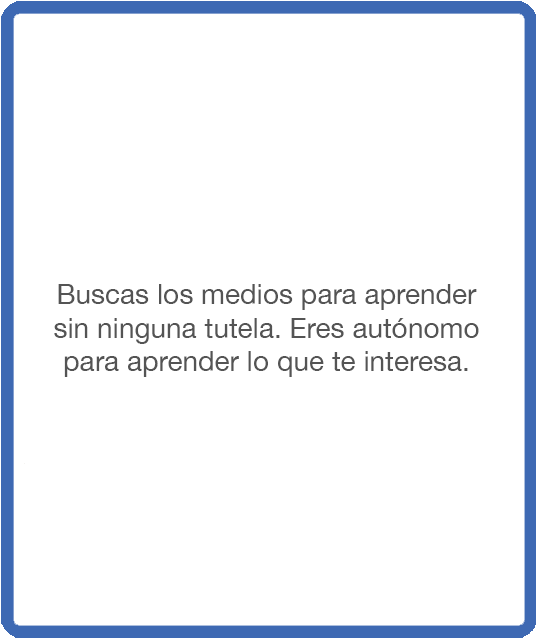 Buscas los medios para aprender
sin ninguna tutela. Eres autónomo
para aprender lo que te interesa.